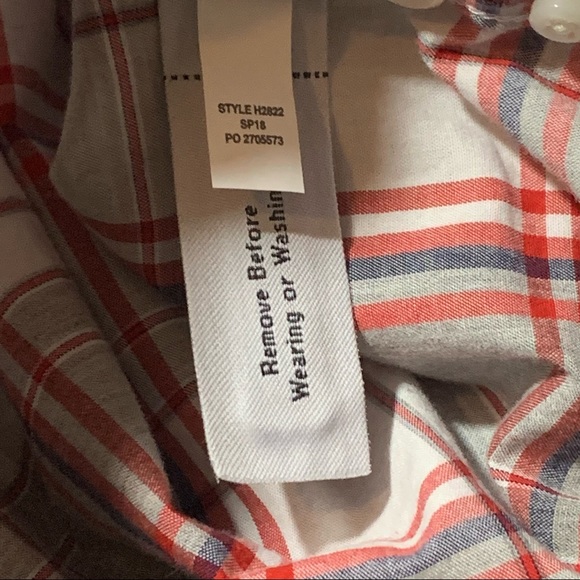 STYLE H2822
SP18
PO 2705573
Remove Before
Wearing or Washin